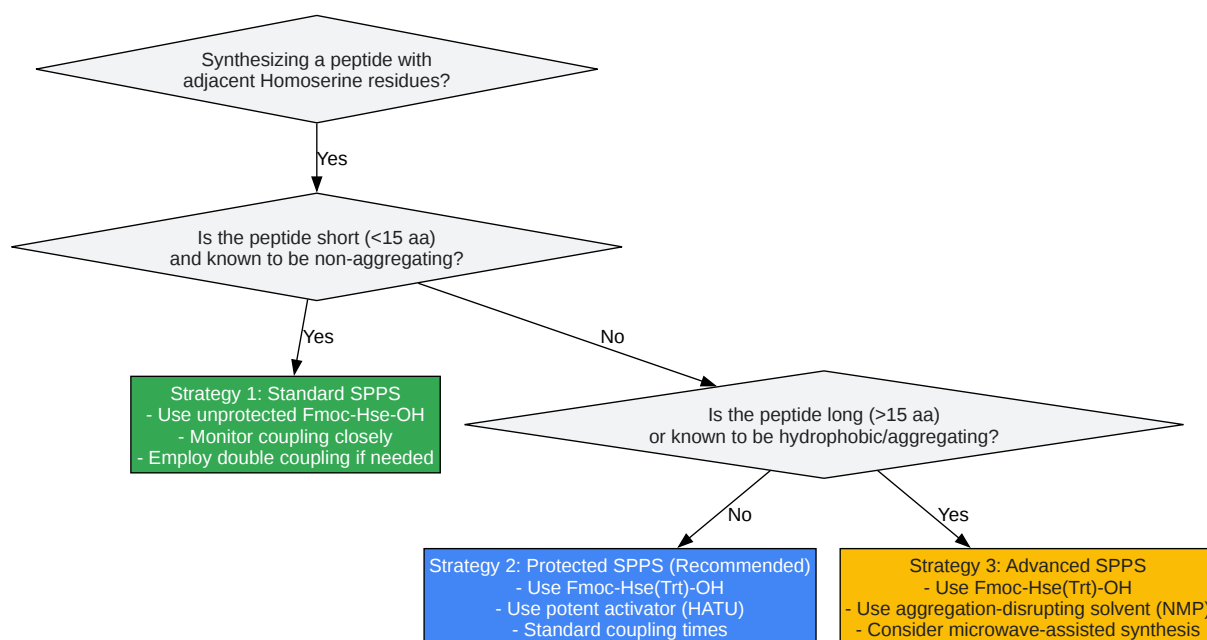 Synthesizing a peptide with
adjacent Homoserine residues?
Yes
Is the peptide short (<15 aa)
and known to be non-aggregating?
Yes
No
Strategy 1: Standard SPPS
- Use unprotected Fmoc-Hse-OH
- Monitor coupling closely
- Employ double coupling if needed
Is the peptide long (>15 aa)
or known to be hydrophobic/aggregating?
No
Yes
Strategy 2: Protected SPPS (Recommended)
- Use Fmoc-Hse(Trt)-OH
- Use potent activator (HATU)
- Standard coupling times
Strategy 3: Advanced SPPS
- Use Fmoc-Hse(Trt)-OH
- Use aggregation-disrupting solvent (NMP)
- Consider microwave-assisted synthesis